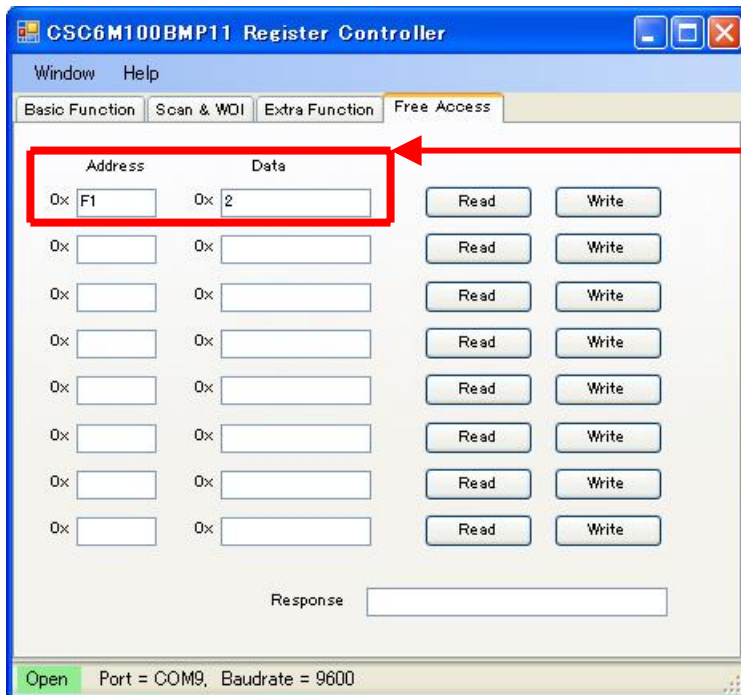 CSC6M100BMP11 Register Controller
Window Help
Basic Function Scan & WOI Extra Function Free Access
Address Data
0x F1 0x 2 Read Write
0x 0x Read Write
0x 0x Read Write
0x 0x Read Write
0x 0x Read Write
0x 0x Read Write
0x 0x Read Write
0x 0x Read Write
Response
Open Port = COM9, Baudrate = 9600